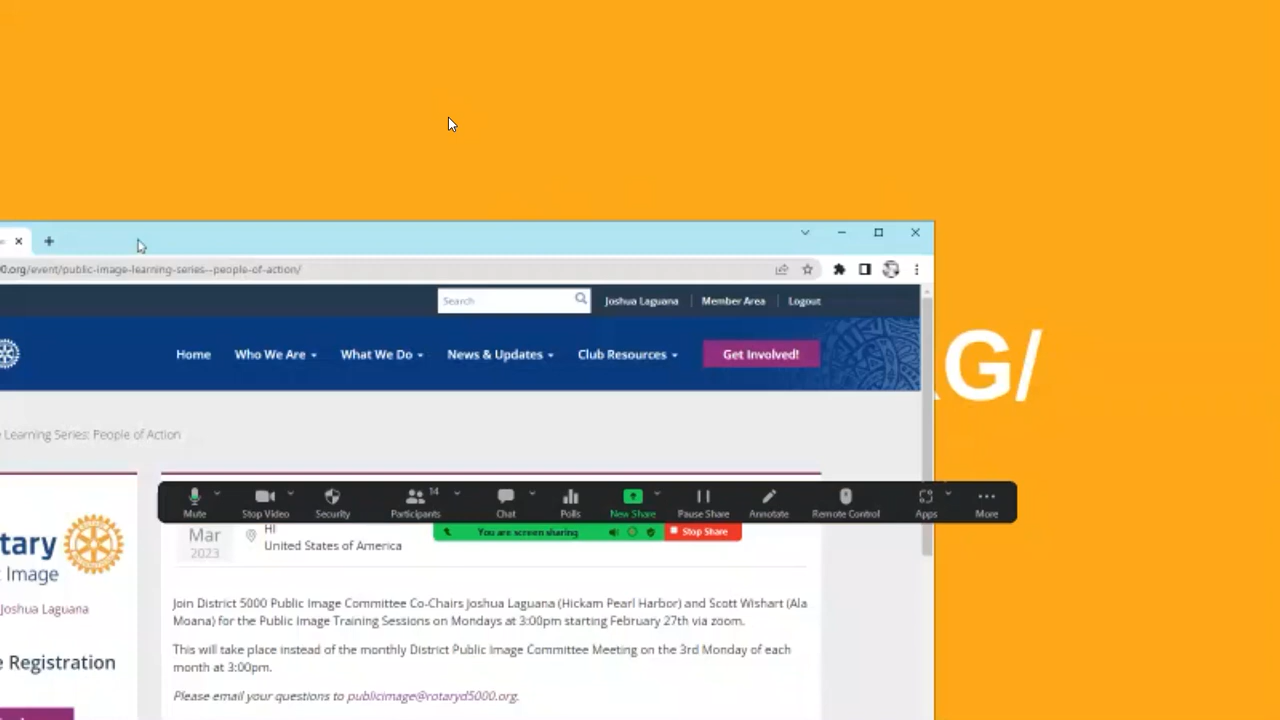 0.org/event/public-image-learning-series--people-of-action/
Search
Joshua Laguana
Member Area
Logout
Home
Who We Are
What We Do
News & Updates
Club Resources
Get Involved!
G/
Learning Series: People of Action
Mute
Stop Video
Security
Participants
14
Chat
Polls
New Share
Pause Share
Annotate
Remote Control
Apps
More
You are screen sharing
Stop Share
Mar
2023
HI
United States of America
tary
Image
Joshua Laguana
Registration
Join District 5000 Public Image Committee Co-Chairs Joshua Laguana (Hickam Pearl Harbor) and Scott Wishart (Ala
Moana) for the Public Image Training Sessions on Mondays at 3:00pm starting February 27th via zoom.
This will take place instead of the monthly District Public Image Committee Meeting on the 3rd Monday of each
month at 3:00pm.
Please email your questions to publicimage@rotaryd5000.org.